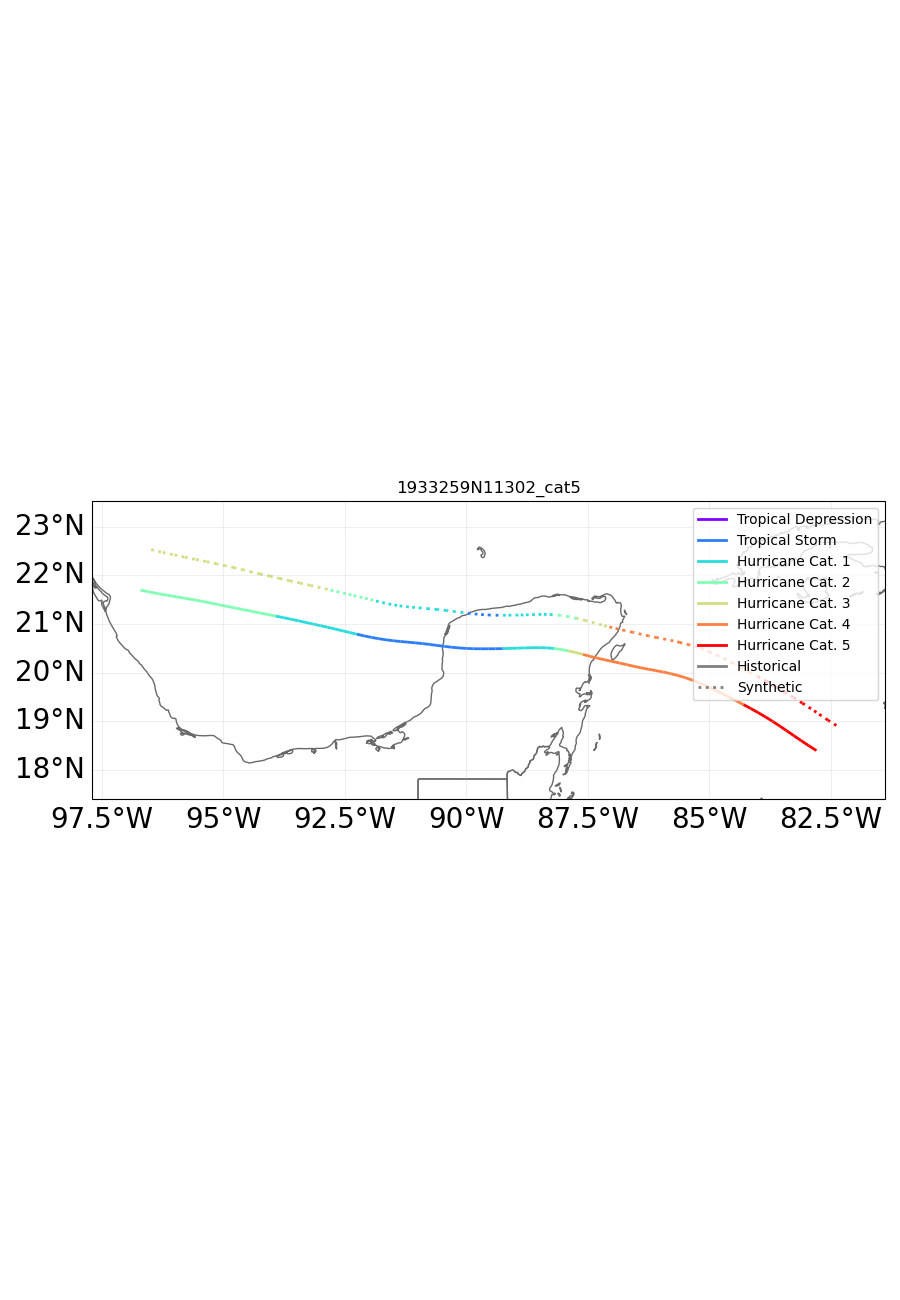 1933259N11302_cat5
23°N
22°N
21°N
20°N
19°N
18°N
Tropical Depression
Tropical Storm
Hurricane Cat. 1
Hurricane Cat. 2
Hurricane Cat. 3
Hurricane Cat. 4
Hurricane Cat. 5
Historical
Synthetic
97.5°W 95°W 92.5°W 90°W 87.5°W 85°W 82.5°W